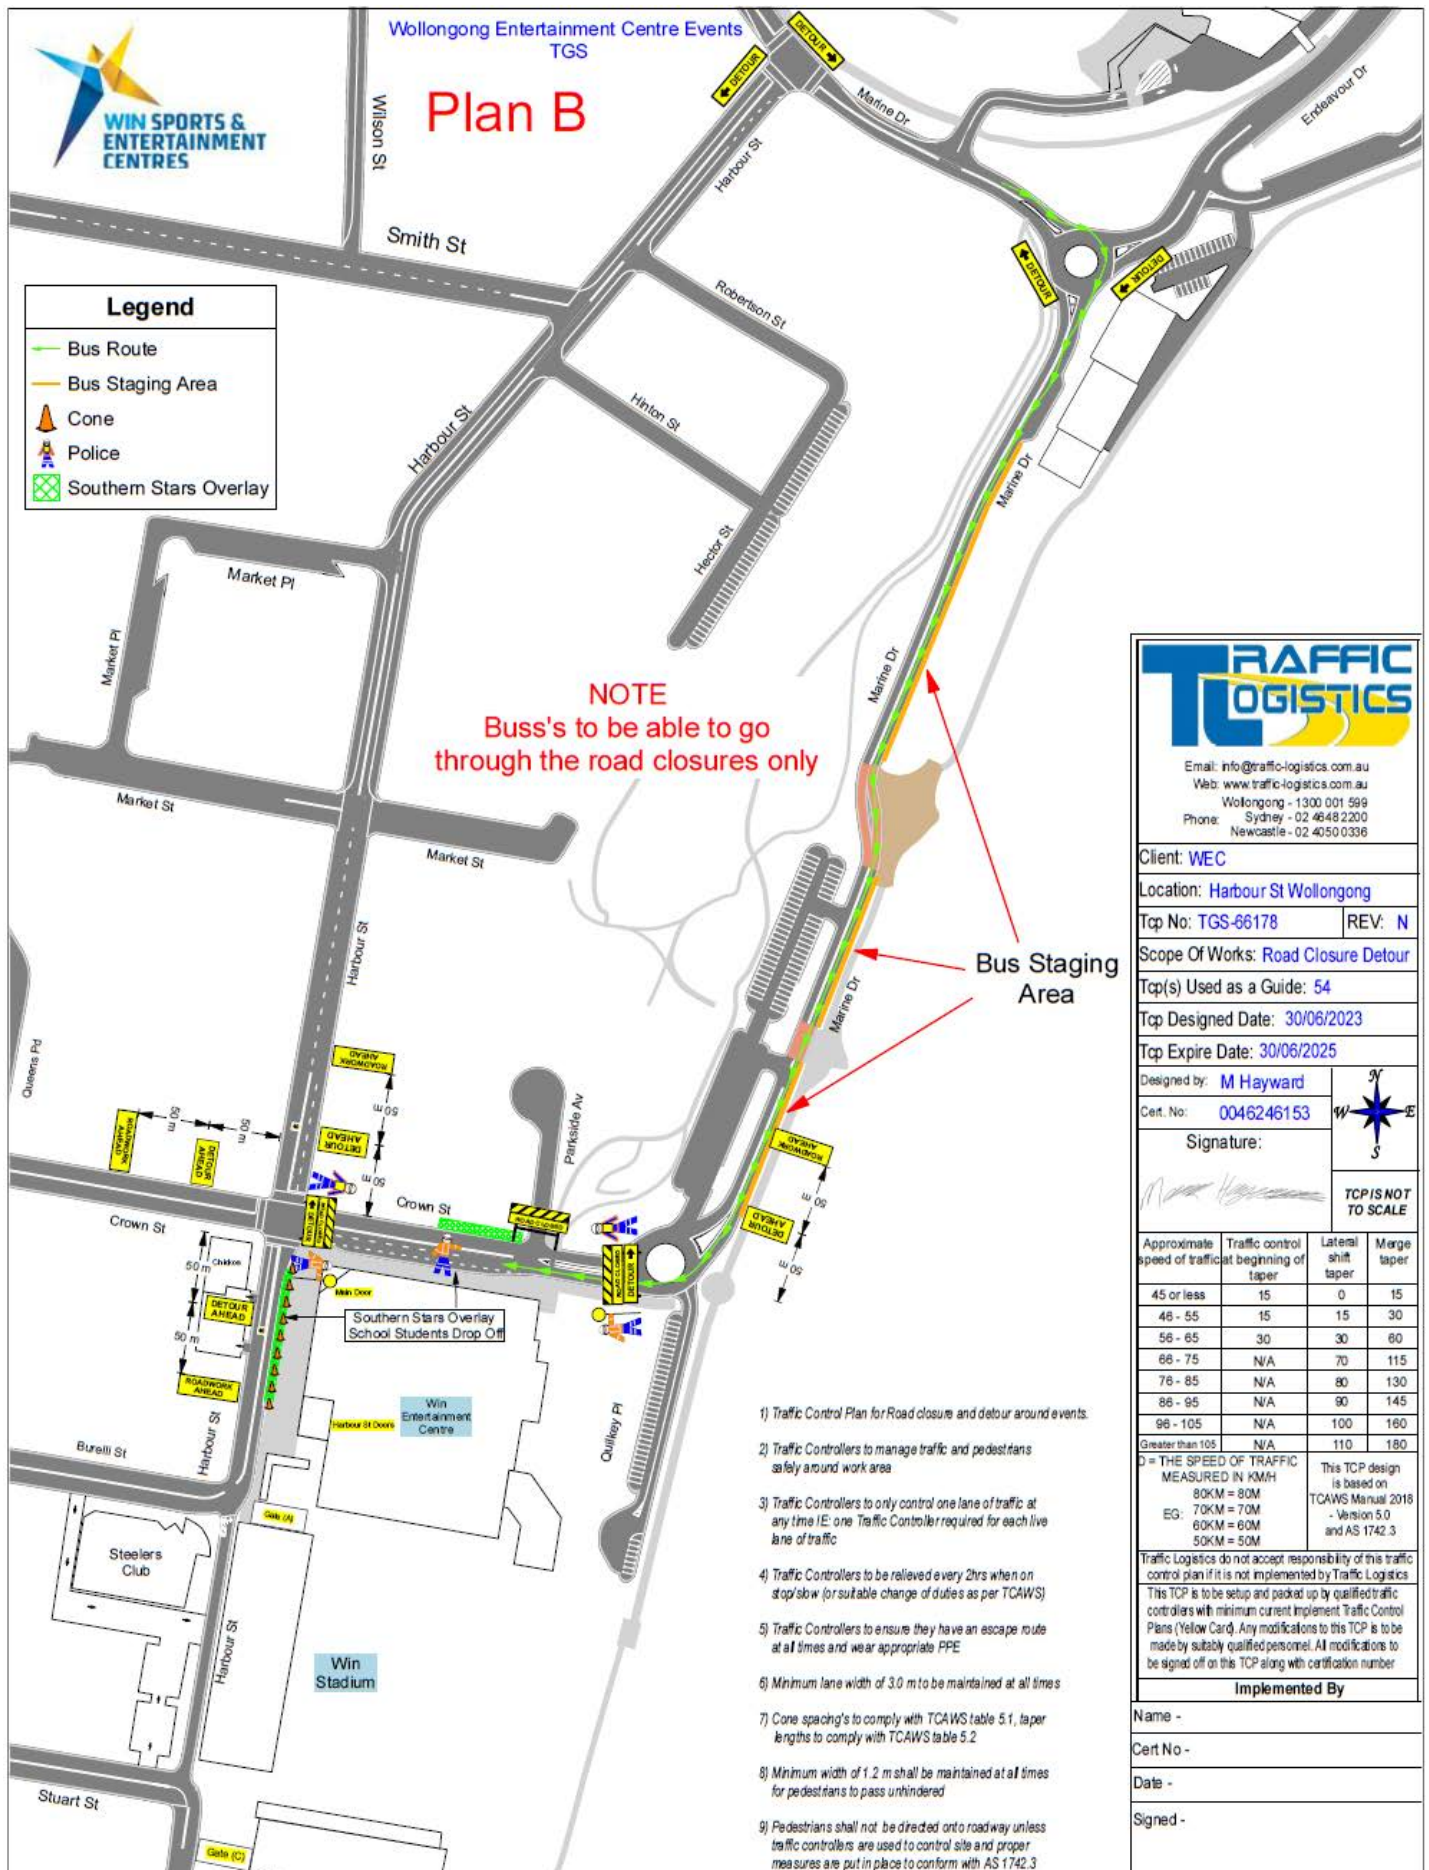 Wollongong Entertainment Centre Events
TGS
Plan B
WIN SPORTS &
ENTERTAINMENT
CENTRES
DETOUR
DETOUR
Wilson St
Smith St
Harbour St
Marine Dr
Endeavour Dr
DETOUR
DETOUR
Legend
Bus Route
Bus Staging Area
Cone
Police
Southern Stars Overlay
Robertson St
Hinton St
Harbour St
Hector St
Marine Dr
Market Pl
Market Pl
Marine Dr
NOTE
Buss's to be able to go
through the road closures only
Market St
Market St
Harbour St
Queens Pd
Bus Staging
Area
Marine Dr
Parkside Av
ROADWORK
AHEAD
DETOUR
AHEAD
50 m
50 m
ROADWORK
AHEAD
DETOUR
AHEAD
50 m
50 m
ROADWORK
AHEAD
DETOUR
AHEAD
50 m
50 m
Crown St
Crown St
ROAD CLOSED
ROAD CLOSED
DETOUR
ROAD CLOSED
DETOUR
Chicken
50 m
DETOUR
AHEAD
50 m
ROADWORK
AHEAD
Main Door
Southern Stars Overlay
School Students Drop Off
Harbour St Doors
Win
Entertainment
Centre
Quilkey Pl
Harbour St
Burelli St
Gate (A)
Steelers
Club
Harbour St
Win
Stadium
Stuart St
Gate (C)
1) Traffic Control Plan for Road closure and detour around events.
2) Traffic Controllers to manage traffic and pedestrians
safely around work area
3) Traffic Controllers to only control one lane of traffic at
any time IE: one Traffic Controller required for each live
lane of traffic
4) Traffic Controllers to be relieved every 2hrs when on
stop/slow (or suitable change of duties as per TCAWS)
5) Traffic Controllers to ensure they have an escape route
at all times and wear appropriate PPE
6) Minimum lane width of 3.0 m to be maintained at all times
7) Cone spacing's to comply with TCAWS table 5.1, taper
lengths to comply with TCAWS table 5.2
8) Minimum width of 1.2 m shall be maintained at all times
for pedestrians to pass unhindered
9) Pedestrians shall not be directed onto roadway unless
traffic controllers are used to control site and proper
measures are put in place to conform with AS 1742.3
TRAFFIC
LOGISTICS
Email: info@traffic-logistics.com.au
Web: www.traffic-logistics.com.au
Wollongong - 1300 001 599
Phone: Sydney - 02 4648 2200
Newcastle - 02 4050 0336
Client: WEC
Location: Harbour St Wollongong
Tcp No: TGS-66178 REV: N
Scope Of Works: Road Closure Detour
Tcp(s) Used as a Guide: 54
Tcp Designed Date: 30/06/2023
Tcp Expire Date: 30/06/2025
Designed by: M Hayward
Cert. No: 0046246153
Signature:
N
W E
S
TCP IS NOT
TO SCALE
Approximate speed of traffic Traffic control at beginning of taper Lateral shift taper Merge taper
45 or less 15 0 15
46 - 55 15 15 30
56 - 65 30 30 60
66 - 75 N/A 70 115
76 - 85 N/A 80 130
86 - 95 N/A 90 145
96 - 105 N/A 100 160
Greater than 105 N/A 110 180
D = THE SPEED OF TRAFFIC
MEASURED IN KM/H
80KM = 80M
EG: 70KM = 70M
60KM = 60M
50KM = 50M
This TCP design
is based on
TCAWS Manual 2018
- Version 5.0
and AS 1742.3
Traffic Logistics do not accept responsibility of this traffic
control plan if it is not implemented by Traffic Logistics
This TCP is to be setup and packed up by qualified traffic
controllers with minimum current Implement Traffic Control
Plans (Yellow Card). Any modifications to this TCP is to be
made by suitably qualified personnel. All modifications to
be signed off on this TCP along with certification number
Implemented By
Name -
Cert No -
Date -
Signed -